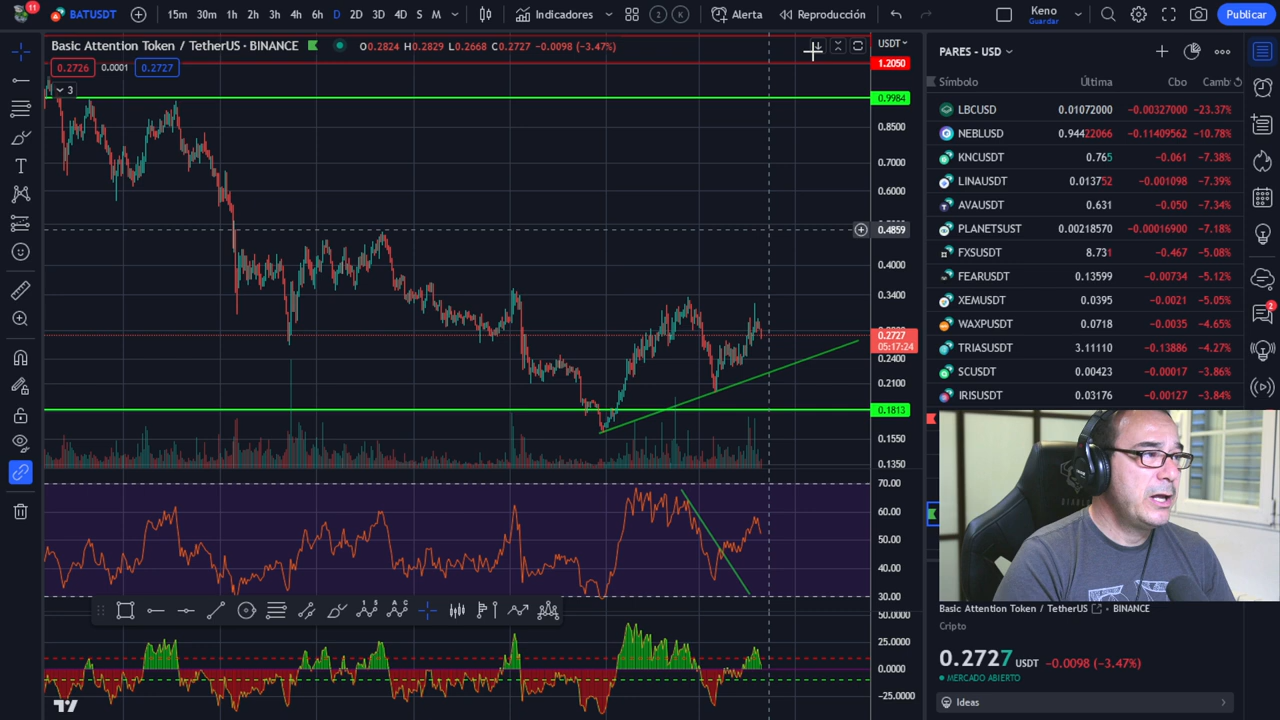 11
BATUSDT
15m 30m 1h 2h 3h 4h 6h D 2D 3D 4D S M
Indicadores
2 K
Alerta
Reproducción
Keno
Guardar
Publicar
Basic Attention Token / TetherUS · BINANCE
O0.2824 H0.2829 L0.2668 C0.2727 −0.0098 (−3.47%)
0.2726 0.0001 0.2727
3
USDT
1.2050
0.9984
0.8500
0.7000
0.6000
0.4859
0.4000
0.3400
0.2727
05:17:24
0.2400
0.2100
0.1813
0.1550
0.1350
70.00
60.00
50.00
40.00
30.00
50.0000
25.0000
0.0000
−25.0000
PARES - USD
Símbolo Última Cbo Camb
LBCUSD 0.01072000 −0.00327000 −23.37%
NEBLUSD 0.94422066 −0.11409562 −10.78%
KNCUSDT 0.765 −0.061 −7.38%
LINAUSDT 0.013752 −0.001098 −7.39%
AVAUSDT 0.631 −0.050 −7.34%
PLANETSUST 0.00218570 −0.00016900 −7.18%
FXSUSDT 8.731 −0.467 −5.08%
FEARUSDT 0.13599 −0.00734 −5.12%
XEMUSDT 0.0395 −0.0021 −5.05%
WAXPUSDT 0.0718 −0.0035 −4.65%
TRIASUSDT 3.11110 −0.13886 −4.27%
SCUSDT 0.00423 −0.00017 −3.86%
IRISUSDT 0.03176 −0.00127 −3.84%
2
Basic Attention Token / TetherUS · BINANCE
Cripto
0.2727 USDT −0.0098 (−3.47%)
MERCADO ABIERTO
Ideas